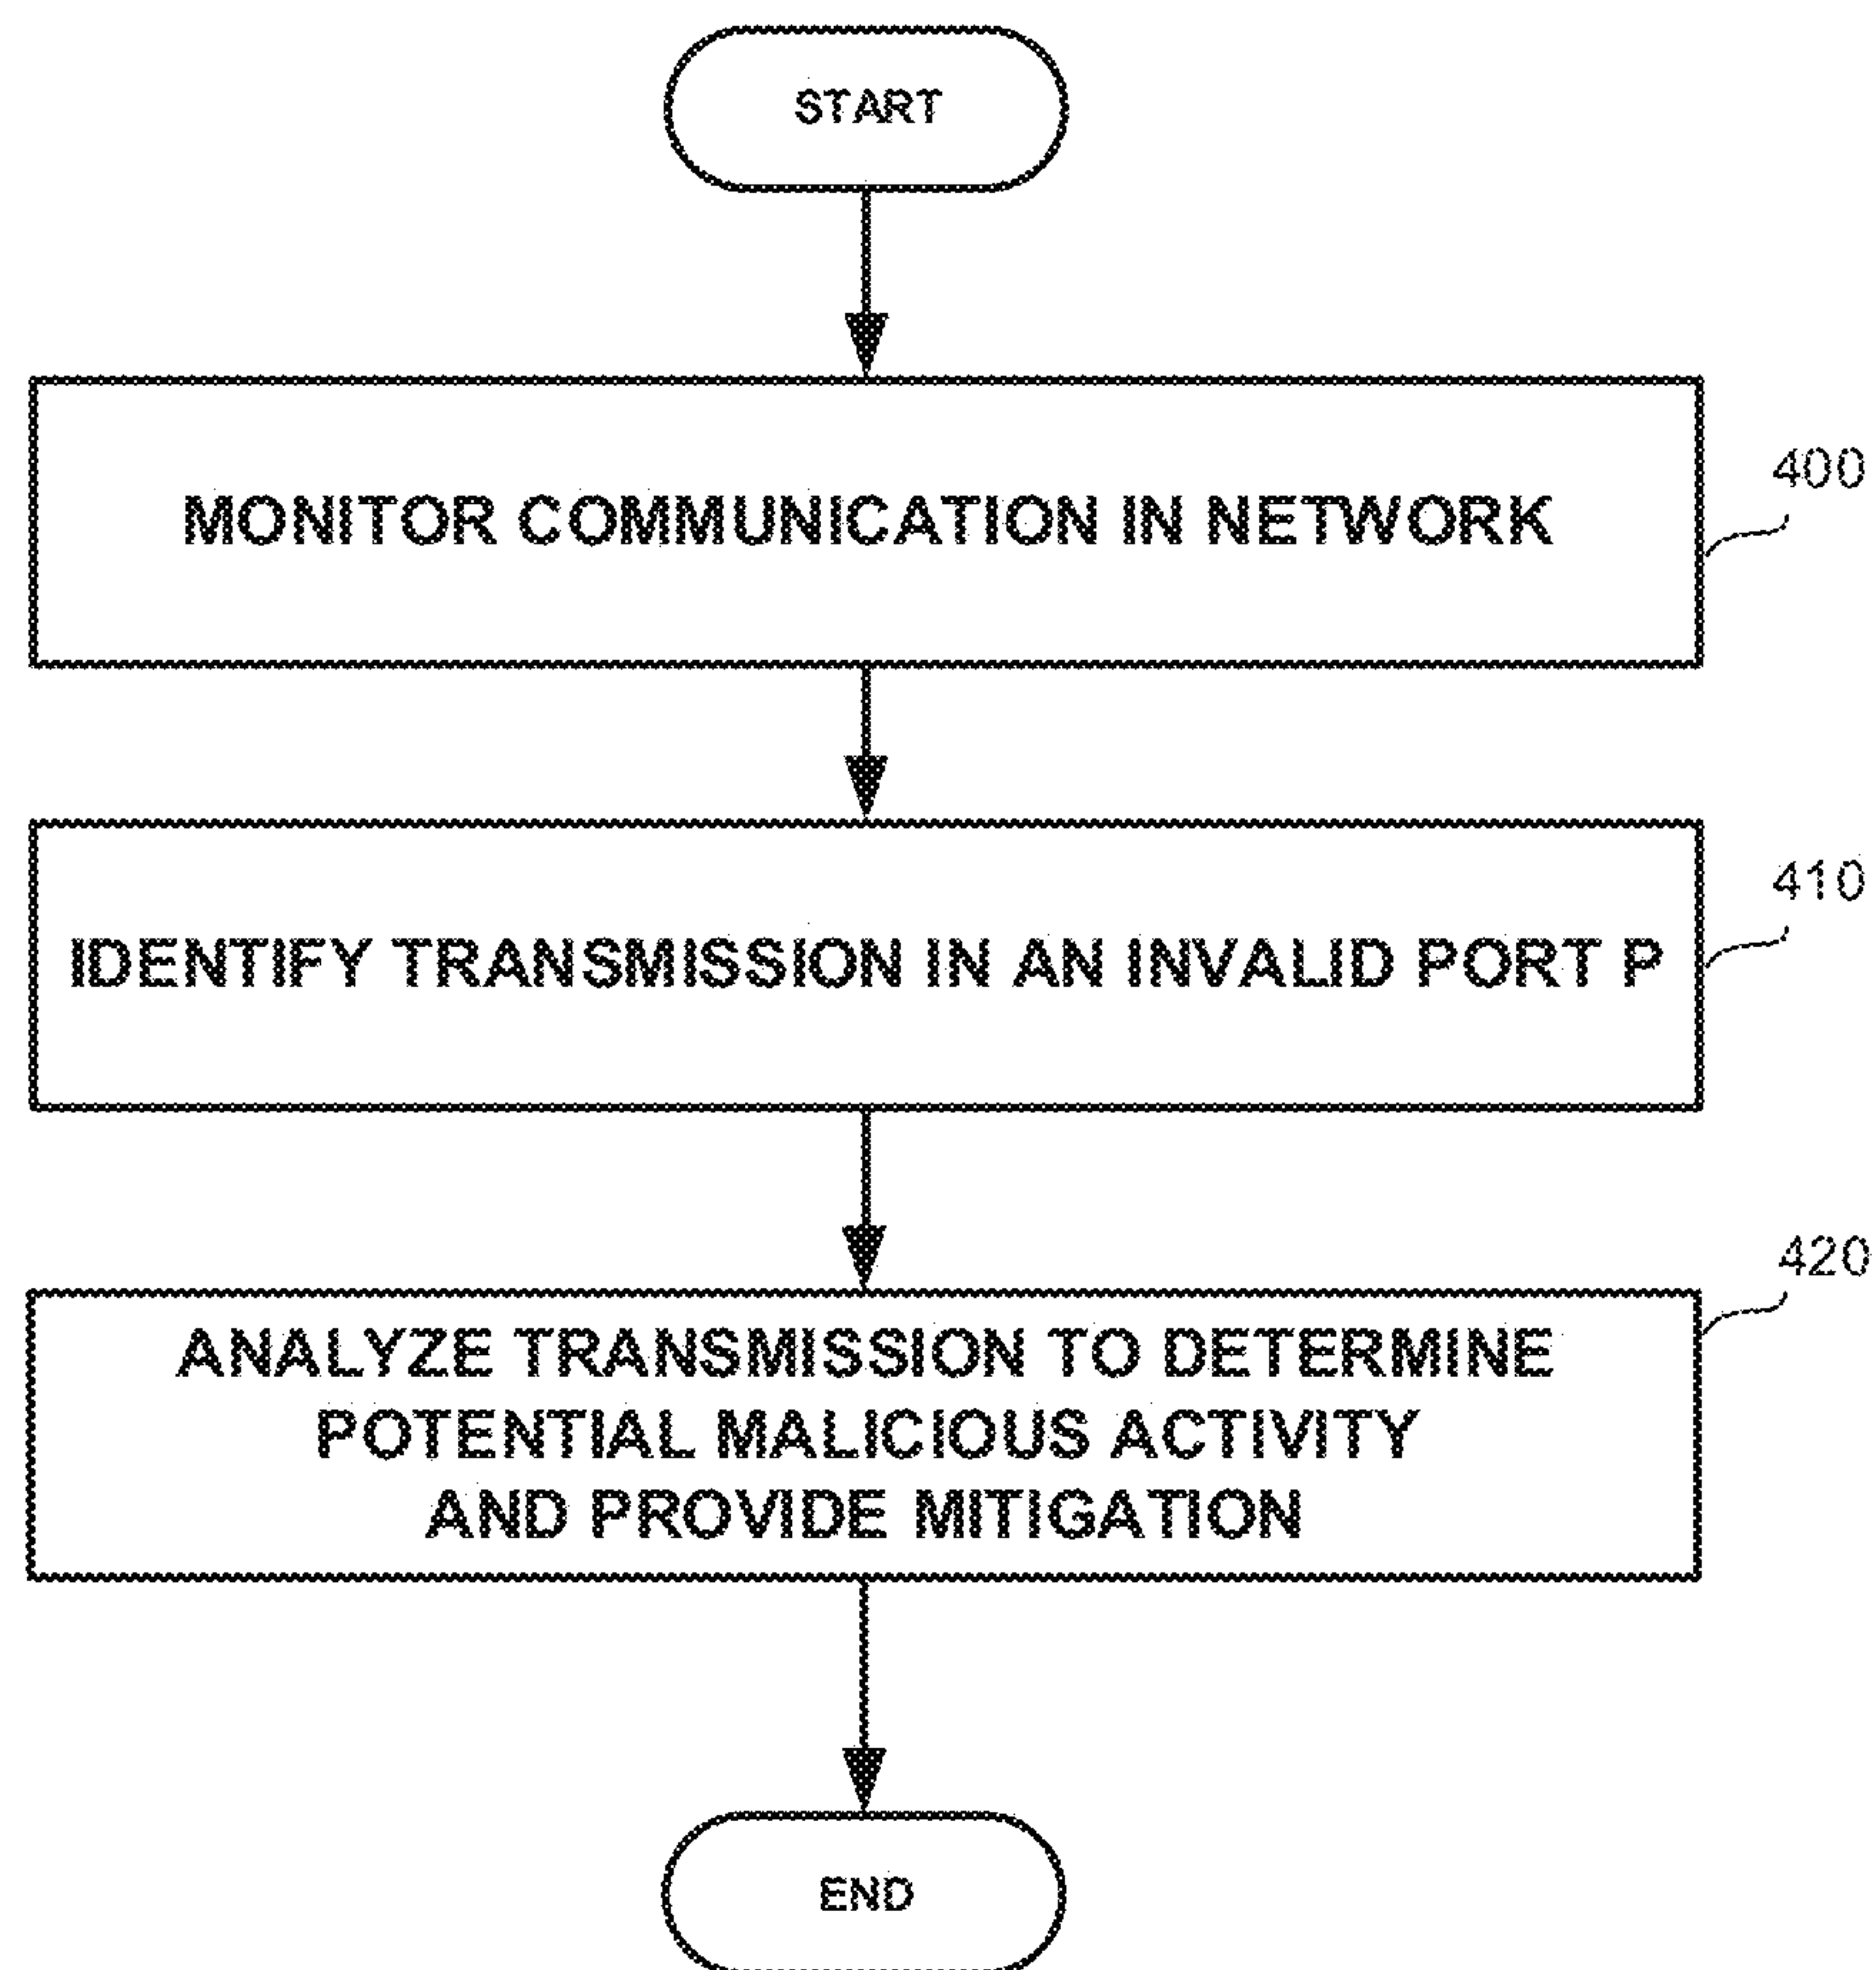 START
MONITOR COMMUNICATION IN NETWORK
400
IDENTIFY TRANSMISSION IN AN INVALID PORT P
410
420
ANALYZE TRANSMISSION TO DETERMINE
POTENTIAL MALICIOUS ACTIVITY
AND PROVIDE MITIGATION
END